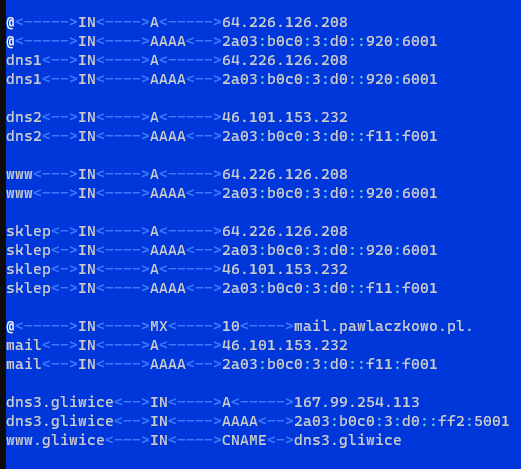 @<------>IN<---->A<----->64.226.126.208
@<------>IN<---->AAAA<-->2a03:b0c0:3:d0::920:6001
dns1<-->IN<---->A<----->64.226.126.208
dns1<-->IN<---->AAAA<-->2a03:b0c0:3:d0::920:6001
dns2<-->IN<---->A<----->46.101.153.232
dns2<-->IN<---->AAAA<-->2a03:b0c0:3:d0::f11:f001
www<--->IN<---->A<----->64.226.126.208
www<--->IN<---->AAAA<-->2a03:b0c0:3:d0::920:6001
sklep<->IN<---->A<----->64.226.126.208
sklep<->IN<---->AAAA<-->2a03:b0c0:3:d0::920:6001
sklep<->IN<---->A<----->46.101.153.232
sklep<->IN<---->AAAA<-->2a03:b0c0:3:d0::f11:f001
@<----->IN<---->MX<---->10<---->mail.pawlaczkowo.pl.
mail<-->IN<---->A<----->46.101.153.232
mail<-->IN<---->AAAA<-->2a03:b0c0:3:d0::f11:f001
dns3.gliwice<-->IN<---->A<----->167.99.254.113
dns3.gliwice<-->IN<---->AAAA<-->2a03:b0c0:3:d0::ff2:5001
www.gliwice<--->IN<---->CNAME<->dns3.gliwice